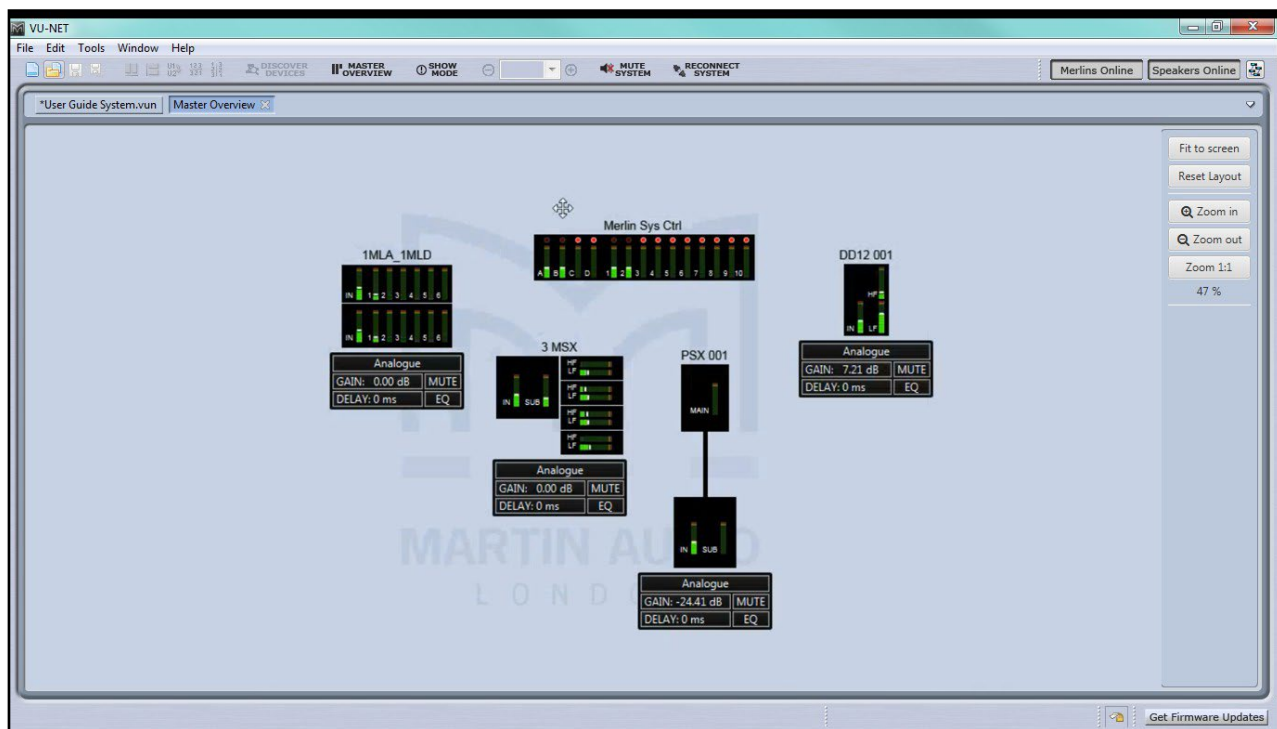 VU-NET
File Edit Tools Window Help
DISCOVER DEVICES MASTER OVERVIEW SHOW MODE MUTE SYSTEM RECONNECT SYSTEM Merlins Online Speakers Online
*User Guide System.vun Master Overview
Fit to screen
Reset Layout
Zoom in
Zoom out
Zoom 1:1
47 %
Merlin Sys Ctrl
A B C D 1 2 3 4 5 6 7 8 9 10
1MLA_1MLD
IN 1 2 3 4 5 6
IN 1 2 3 4 5 6
Analogue
GAIN: 0.00 dB MUTE
DELAY: 0 ms EQ
3 MSX
IN SUB
HF
LF
HF
LF
HF
LF
HF
LF
Analogue
GAIN: 0.00 dB MUTE
DELAY: 0 ms EQ
PSX 001
MAIN
IN SUB
Analogue
GAIN: -24.41 dB MUTE
DELAY: 0 ms EQ
DD12 001
HF
IN LF
Analogue
GAIN: 7.21 dB MUTE
DELAY: 0 ms EQ
MARTIN AU O
L O N D
Get Firmware Updates